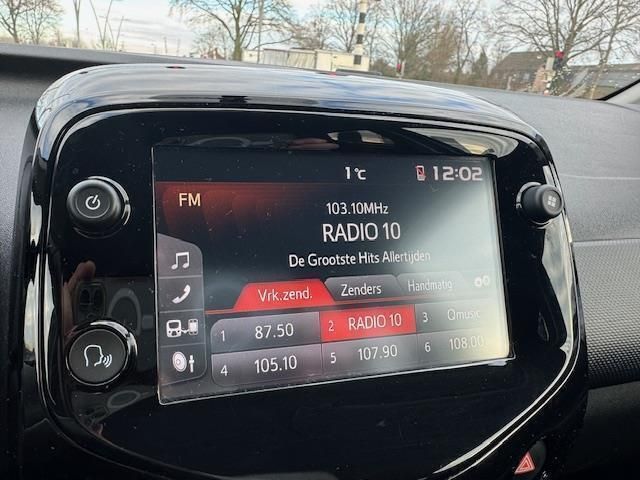 1°c 12:02
FM
103.10MHz
RADIO 10
De Grootste Hits Allertijden
Vrk.zend. Zenders Handmatig
1 87.50 2 RADIO 10 3 Qmusic
4 105.10 5 107.90 6 108.00